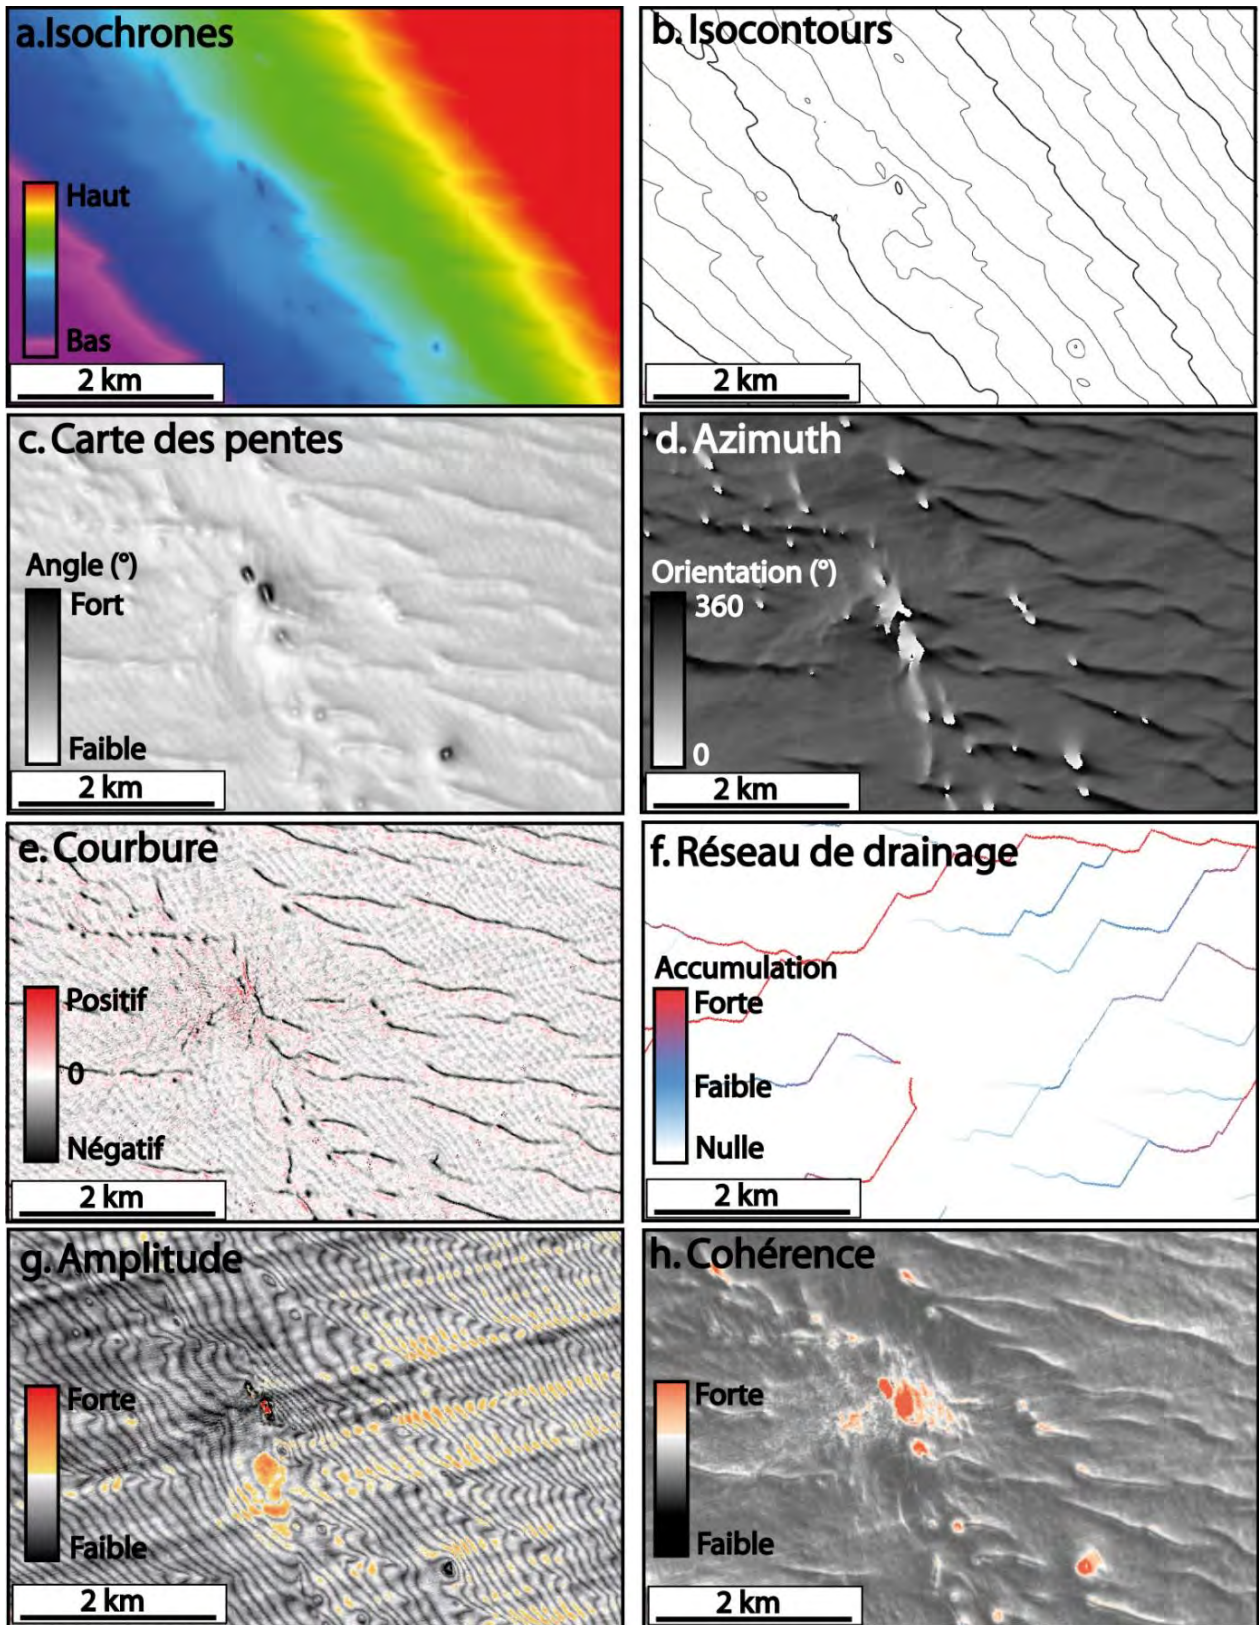 a.Isochrones
Haut
Bas
2 km
b. Isocontours
c. Carte des pentes
Angle (°)
Fort
Faible
2 km
d. Azimuth
Orientation (°)
360
0
2 km
e. Courbure
Positif
0
Négatif
2 km
f. Réseau de drainage
Accumulation
Forte
Faible
Nulle
2 km
g. Amplitude
Forte
Faible
2 km
h. Cohérence
Forte
Faible
2 km